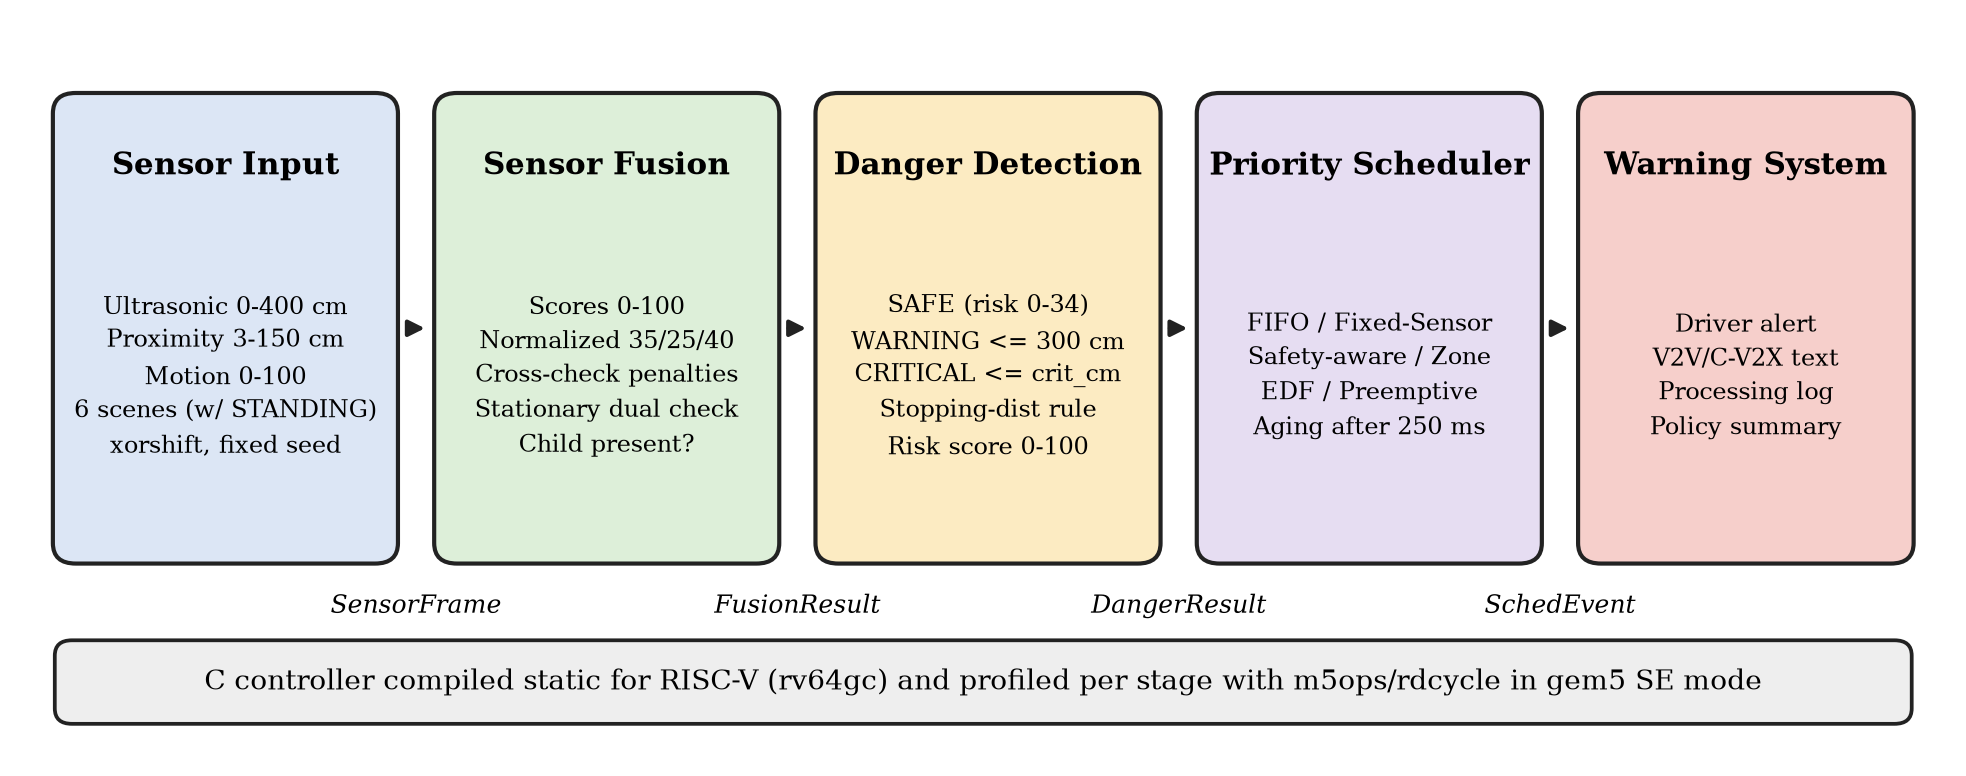 Sensor Input
Ultrasonic 0-400 cm
Proximity 3-150 cm
Motion 0-100
6 scenes (w/ STANDING)
xorshift, fixed seed
Sensor Fusion
Scores 0-100
Normalized 35/25/40
Cross-check penalties
Stationary dual check
Child present?
Danger Detection
SAFE (risk 0-34)
WARNING <= 300 cm
CRITICAL <= crit_cm
Stopping-dist rule
Risk score 0-100
Priority Scheduler
FIFO / Fixed-Sensor
Safety-aware / Zone
EDF / Preemptive
Aging after 250 ms
Warning System
Driver alert
V2V/C-V2X text
Processing log
Policy summary
SensorFrame
FusionResult
DangerResult
SchedEvent
C controller compiled static for RISC-V (rv64gc) and profiled per stage with m5ops/rdcycle in gem5 SE mode